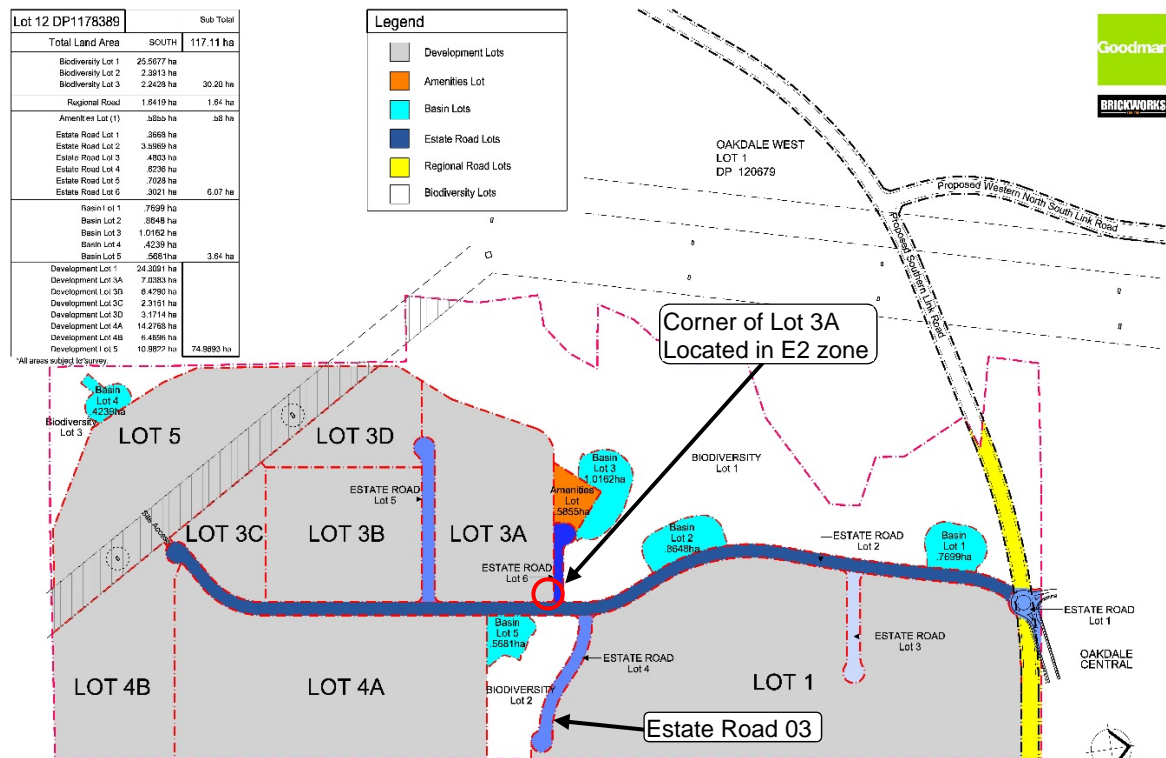 Lot 12 DP1178389 Sub Total
Total Land Area SOUTH 117.11 ha
Biodiversity Lot 1 25.5677 ha
Biodiversity Lot 2 2.3913 ha
Biodiversity Lot 3 2.2428 ha 30.20 ha
Regional Road 1.6419 ha 1.64 ha
Amenities Lot (1) .5855 ha .58 ha
Estate Road Lot 1 .3668 ha
Estate Road Lot 2 3.5969 ha
Estate Road Lot 3 .4803 ha
Estate Road Lot 4 .6236 ha
Estate Road Lot 5 .7028 ha
Estate Road Lot 6 .3021 ha 6.07 ha
Basin Lot 1 .7699 ha
Basin Lot 2 .8648 ha
Basin Lot 3 1.0162 ha
Basin Lot 4 .4239 ha
Basin Lot 5 .5681 ha 3.64 ha
Development Lot 1 24.3091 ha
Development Lot 3A 7.0383 ha
Development Lot 3B 6.4290 ha
Development Lot 3C 2.3151 ha
Development Lot 3D 3.1714 ha
Development Lot 4A 14.2768 ha
Development Lot 4B
Development Lot 5 10.9822 ha 74.9893 ha
*All areas subject to survey.
Legend
Development Lots
Amenities Lot
Basin Lots
Estate Road Lots
Regional Road Lots
Biodiversity Lots
Goodman
BRICKWORKS
OAKDALE WEST
LOT 1
DP 120679
Proposed Western North South Link Road
Proposed Southern Link Road
Corner of Lot 3A
Located in E2 zone
Basin
Lot 4
.4239ha
Biodiversity
Lot 3
LOT 5
LOT 3D
BIODIVERSITY
Lot 1
Basin
Lot 3
1.0162ha
Amenities
Lot
.5855ha
ESTATE ROAD
Lot 5
Site Access
LOT 3C
LOT 3B
LOT 3A
Basin
Lot 2
.8648ha
ESTATE ROAD
Lot 2
Basin
Lot 1
.7699ha
ESTATE ROAD
Lot 6
ESTATE ROAD
Lot 1
Basin
Lot 5
.5681ha
ESTATE ROAD
Lot 3
ESTATE ROAD
Lot 4
OAKDALE
CENTRAL
LOT 4B
LOT 4A
BIODIVERSITY
Lot 2
LOT 1
Estate Road 03